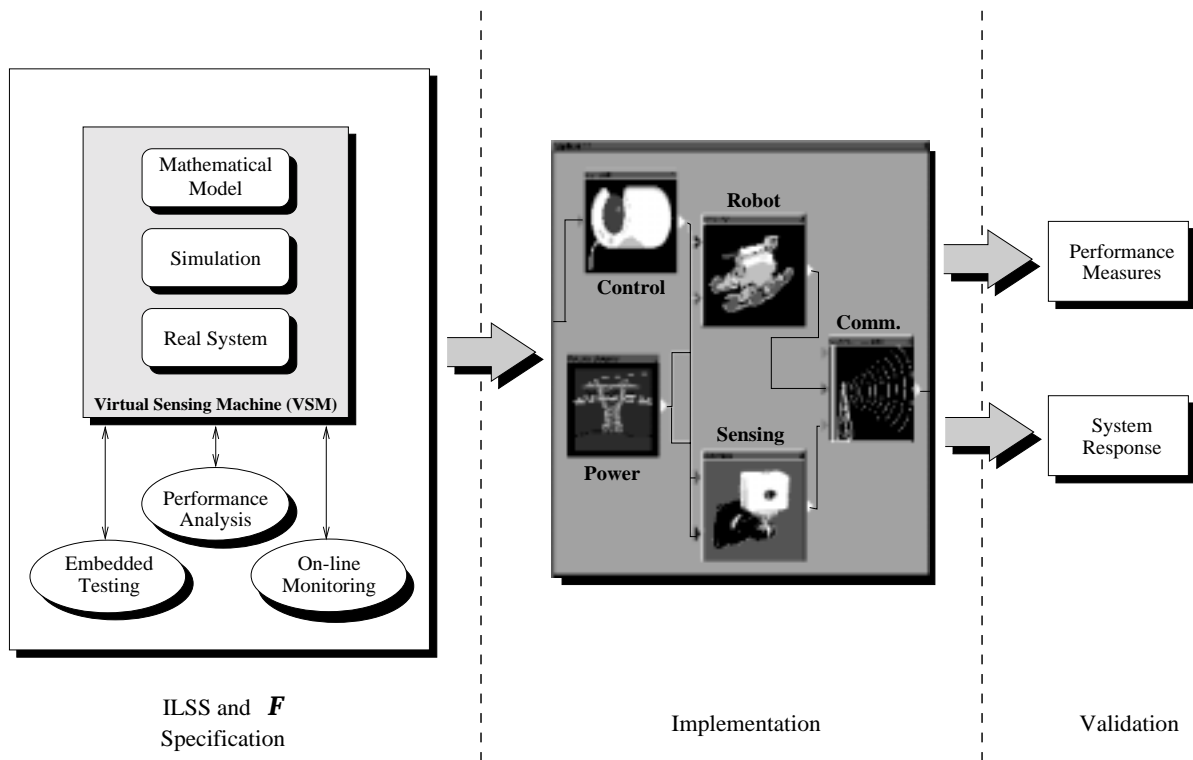 Mathematical
Model
Simulation
Real System
Virtual Sensing Machine (VSM)
Performance
Analysis
Embedded
Testing
On-line
Monitoring
ILSS and F
Specification
Control
Robot
Comm.
Power
Sensing
Implementation
Performance
Measures
System
Response
Validation